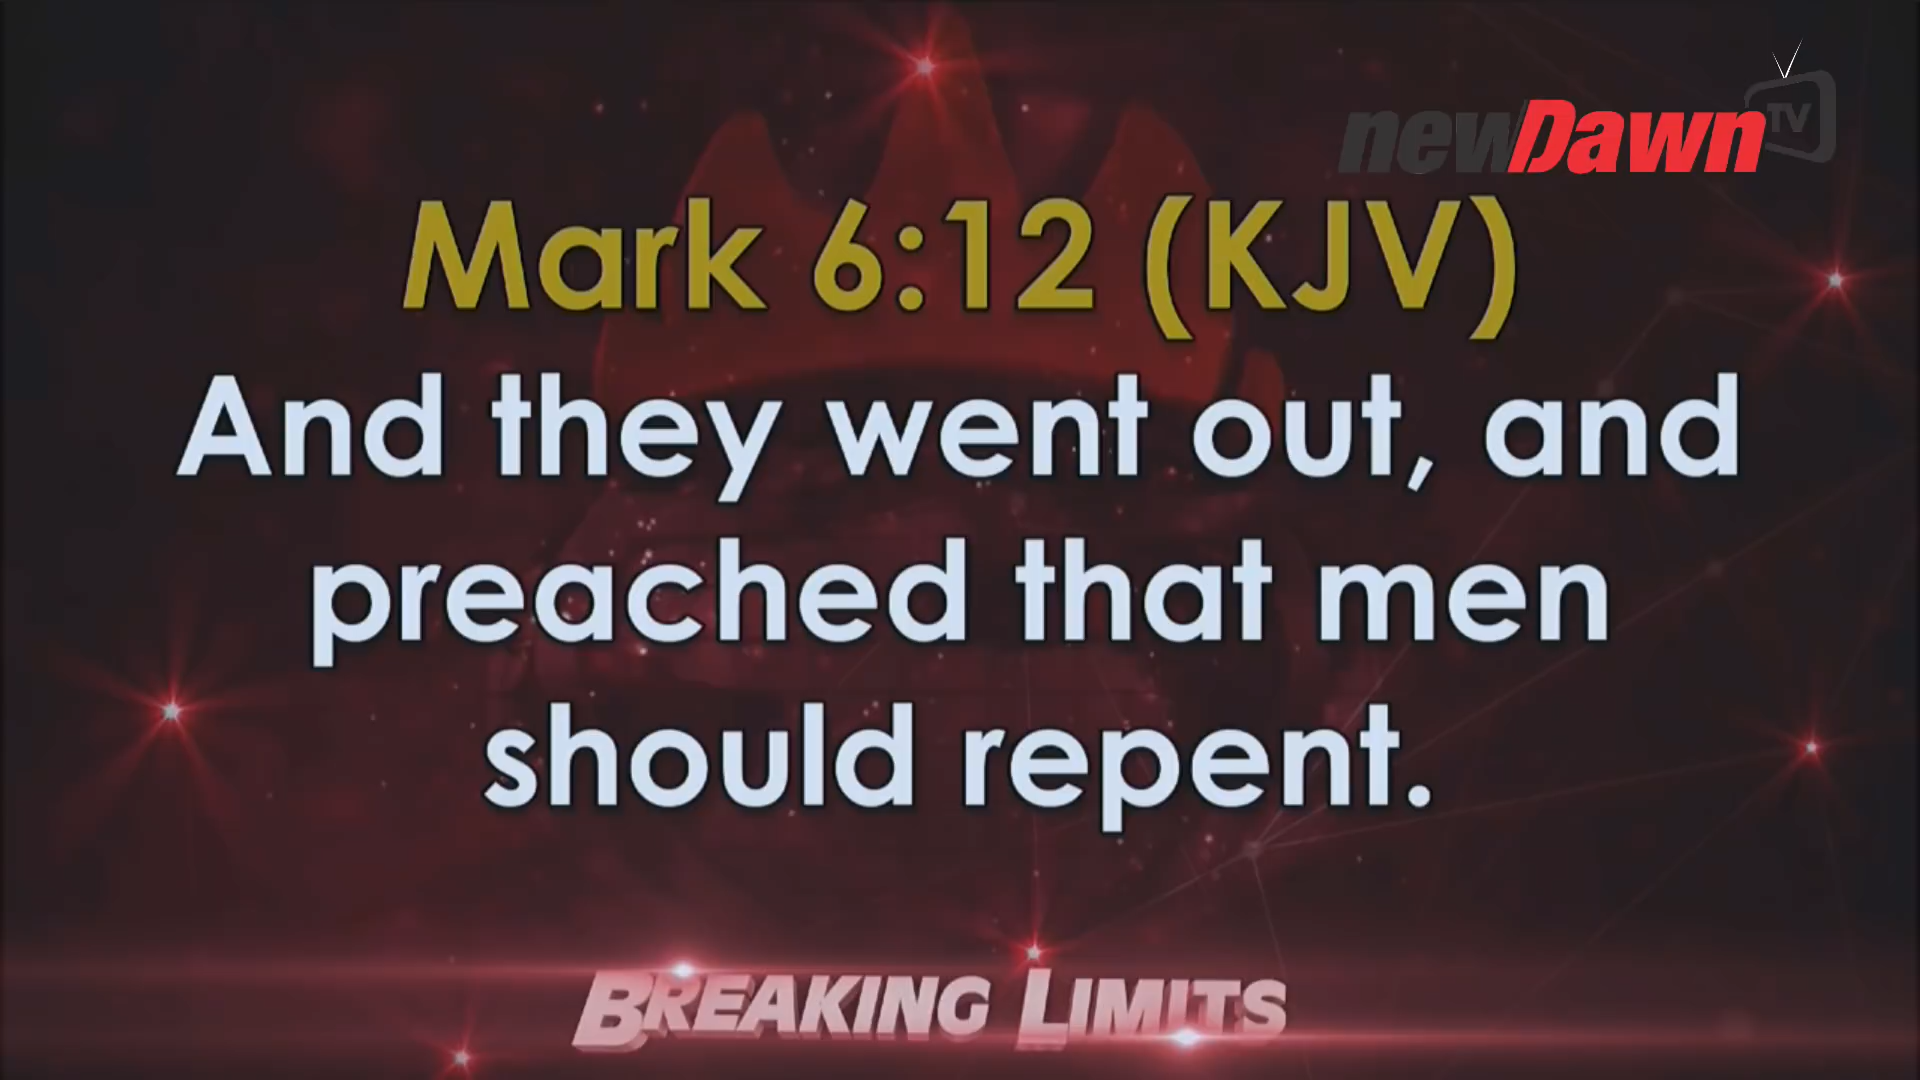 newDawn TV
Mark 6:12 (KJV)
And they went out, and
preached that men
should repent.
BREAKING LIMITS